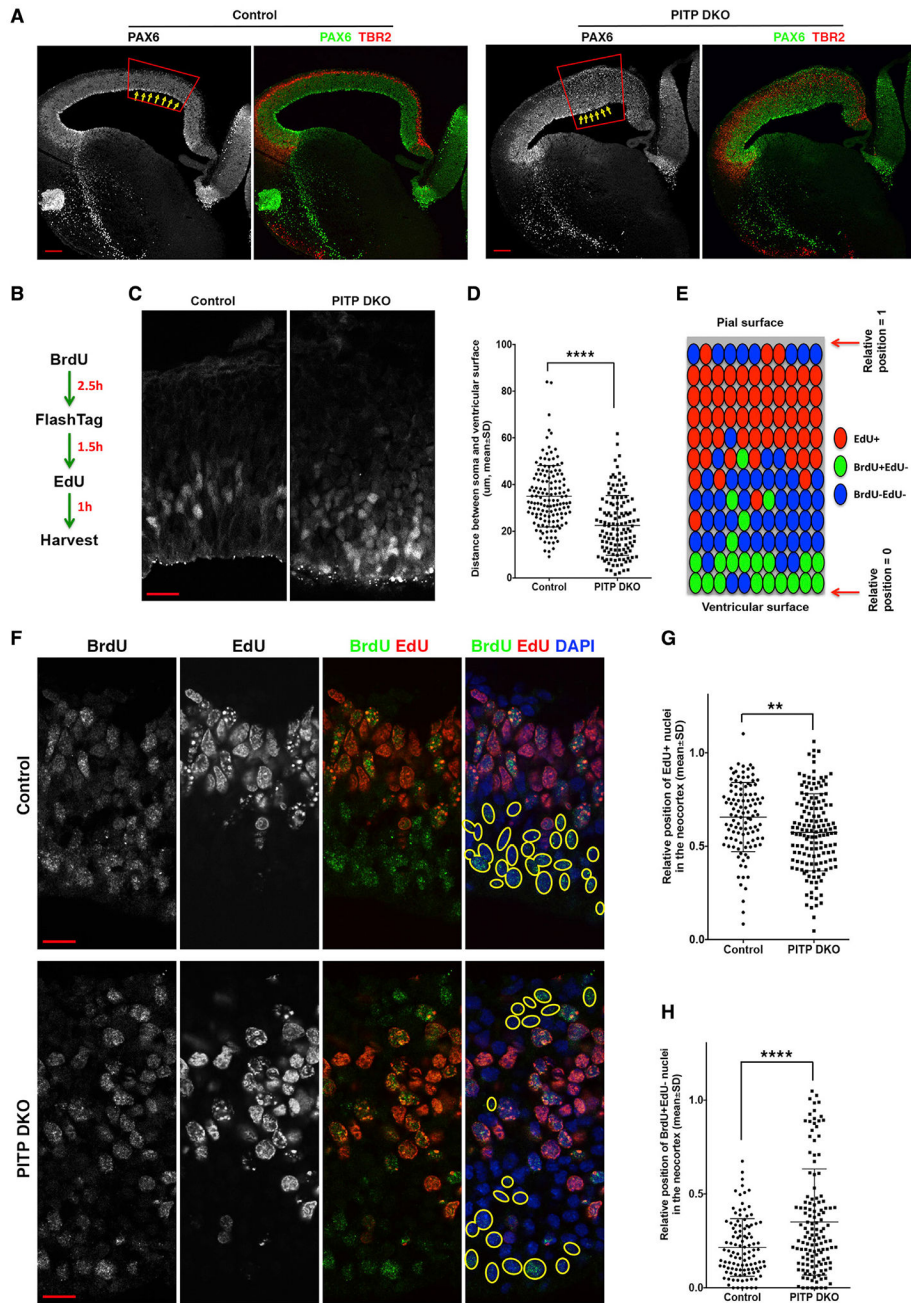 A
Control
PITP DKO
PAX6
PAX6 TBR2
PAX6
PAX6 TBR2
B
BrdU
2.5h
FlashTag
1.5h
EdU
1h
Harvest
C
Control
PITP DKO
D
Distance between soma and ventricular surface
(um, mean±SD)
100
80
60
40
20
0
****
Control
PITP DKO
E
Pial surface
Relative
position = 1
EdU+
BrdU+EdU-
BrdU-EdU-
Relative
position = 0
Ventricular surface
F
BrdU
EdU
BrdU EdU
BrdU EdU DAPI
Control
PITP DKO
G
Relative position of EdU+ nuclei
in the neocortex (mean±SD)
1.0
0.5
0.0
**
Control
PITP DKO
H
Relative position of BrdU+EdU- nuclei
in the neocortex (mean±SD)
1.0
0.5
0.0
****
Control
PITP DKO